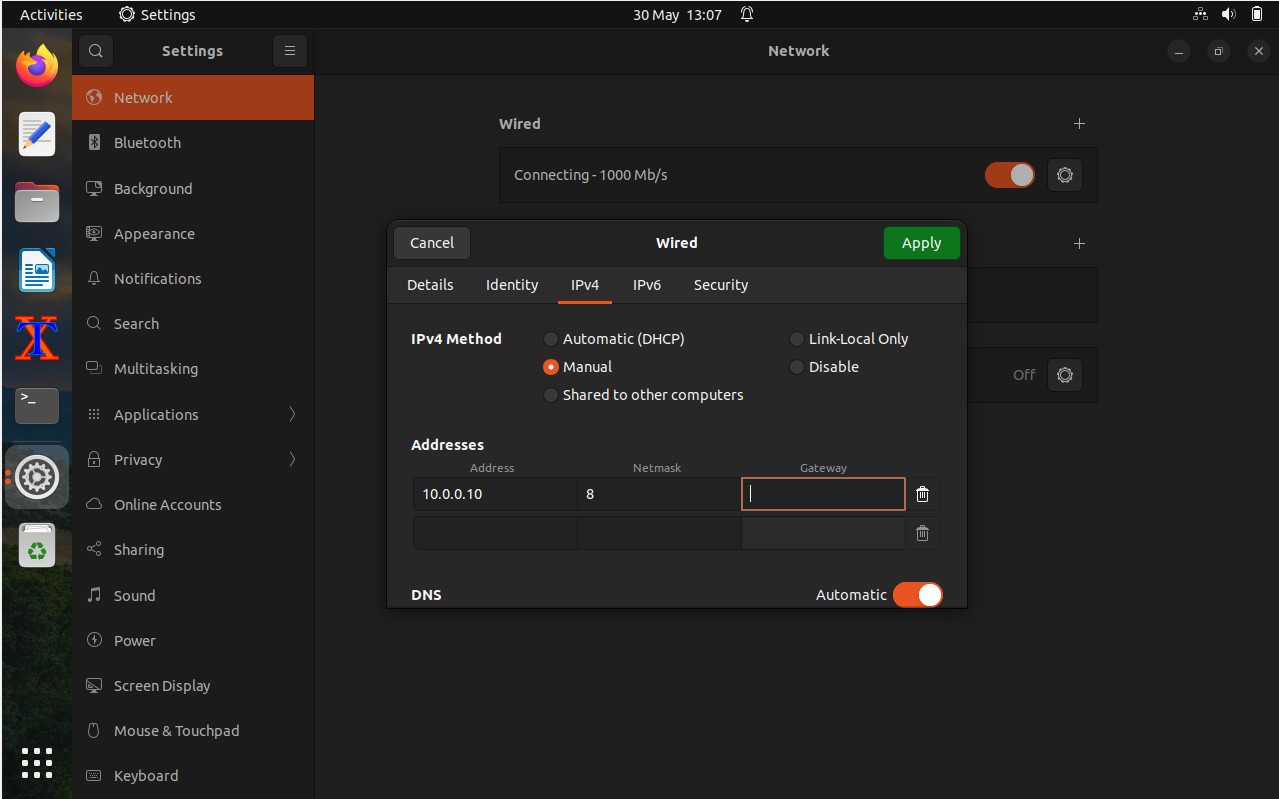 Activities Settings 30 May 13:07
Settings Network
Network
Bluetooth
Background
Appearance
Notifications
Search
Multitasking
Applications
Privacy
Online Accounts
Sharing
Sound
Power
Screen Display
Mouse & Touchpad
Keyboard
Wired
Connecting - 1000 Mb/s
Off
Cancel Wired Apply
Details Identity IPv4 IPv6 Security
IPv4 Method Automatic (DHCP) Link-Local Only
Manual Disable
Shared to other computers
Addresses
Address Netmask Gateway
10.0.0.10 8
DNS Automatic